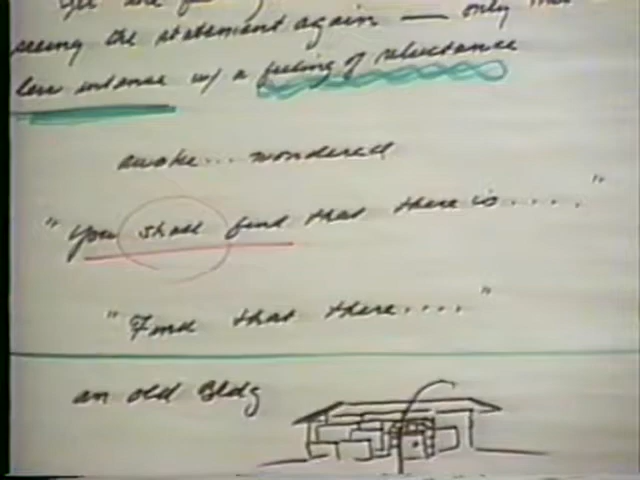 seeing the statement again — only
less intense w/ a feeling of reluctance
awake... wondered
"You shall find that there is...."
"Find that there...."
an old Bldg